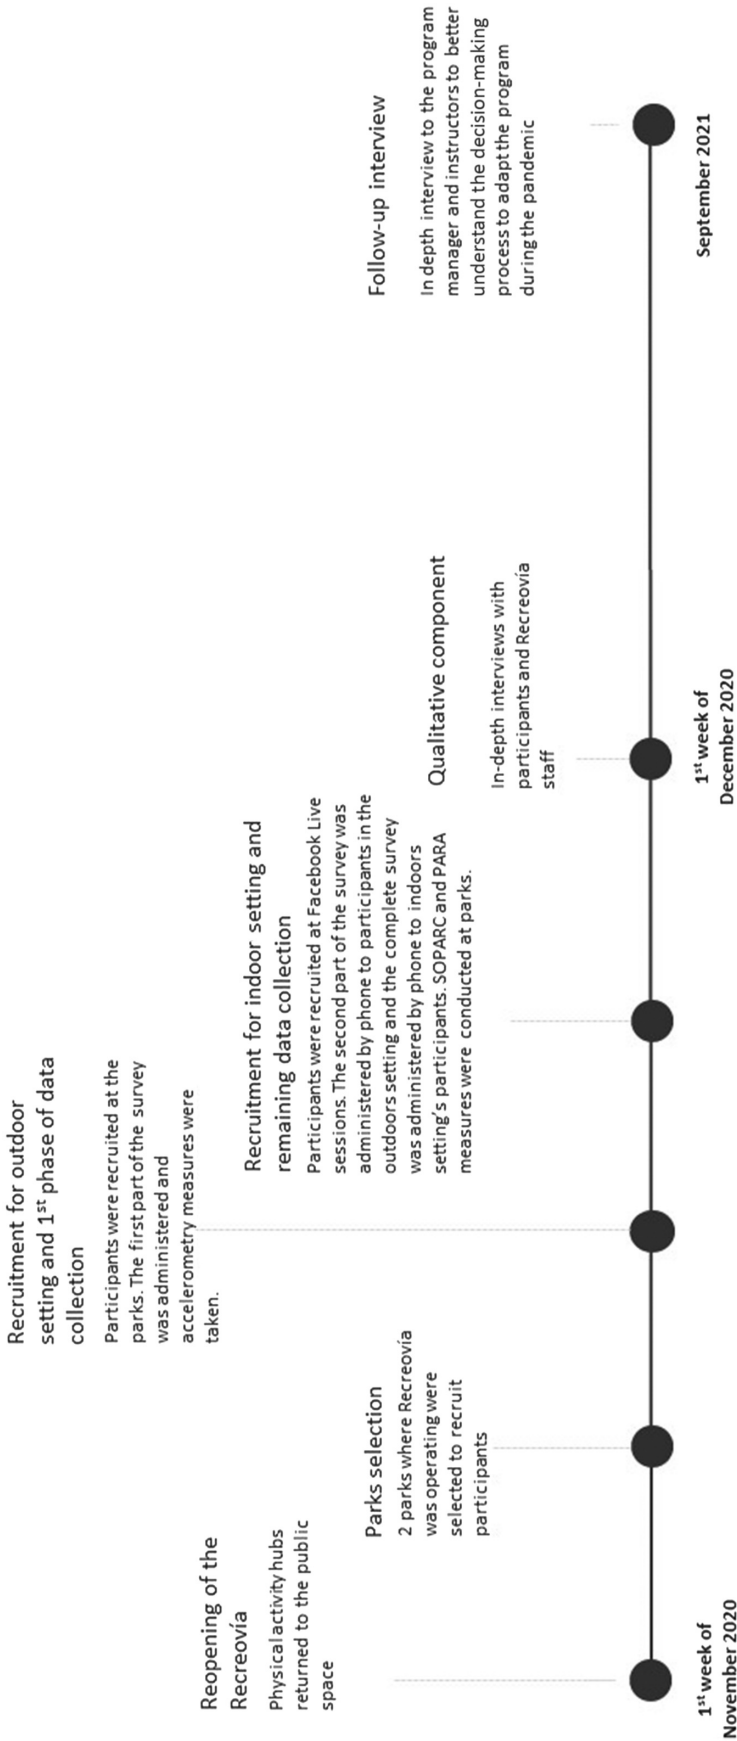 Reopening of the
Recreovía
Physical activity hubs
returned to the public
space
1st week of
November 2020
Parks selection
2 parks where Recreovía
was operating were
selected to recruit
participants
Recruitment for outdoor
setting and 1st phase of data
collection
Participants were recruited at the
parks. The first part of the survey
was administered and
accelerometry measures were
taken.
Recruitment for indoor setting and
remaining data collection
Participants were recruited at Facebook Live
sessions. The second part of the survey was
administered by phone to participants in the
outdoors setting and the complete survey
was administered by phone to indoors
setting's participants. SOPARC and PARA
measures were conducted at parks.
Qualitative component
In-depth interviews with
participants and Recreovía
staff
1st week of
December 2020
Follow-up interview
In depth interview to the program
manager and instructors to better
understand the decision-making
process to adapt the program
during the pandemic
September 2021